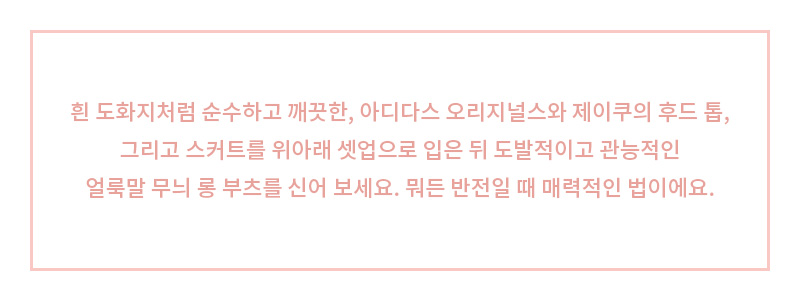 흰 도화지처럼 순수하고 깨끗한, 아디다스 오리지널스와 제이쿠의 후드 톱,
그리고 스커트를 위아래 셋업으로 입은 뒤 도발적이고 관능적인
얼룩말 무늬 롱 부츠를 신어 보세요. 뭐든 반전일 때 매력적인 법이에요.